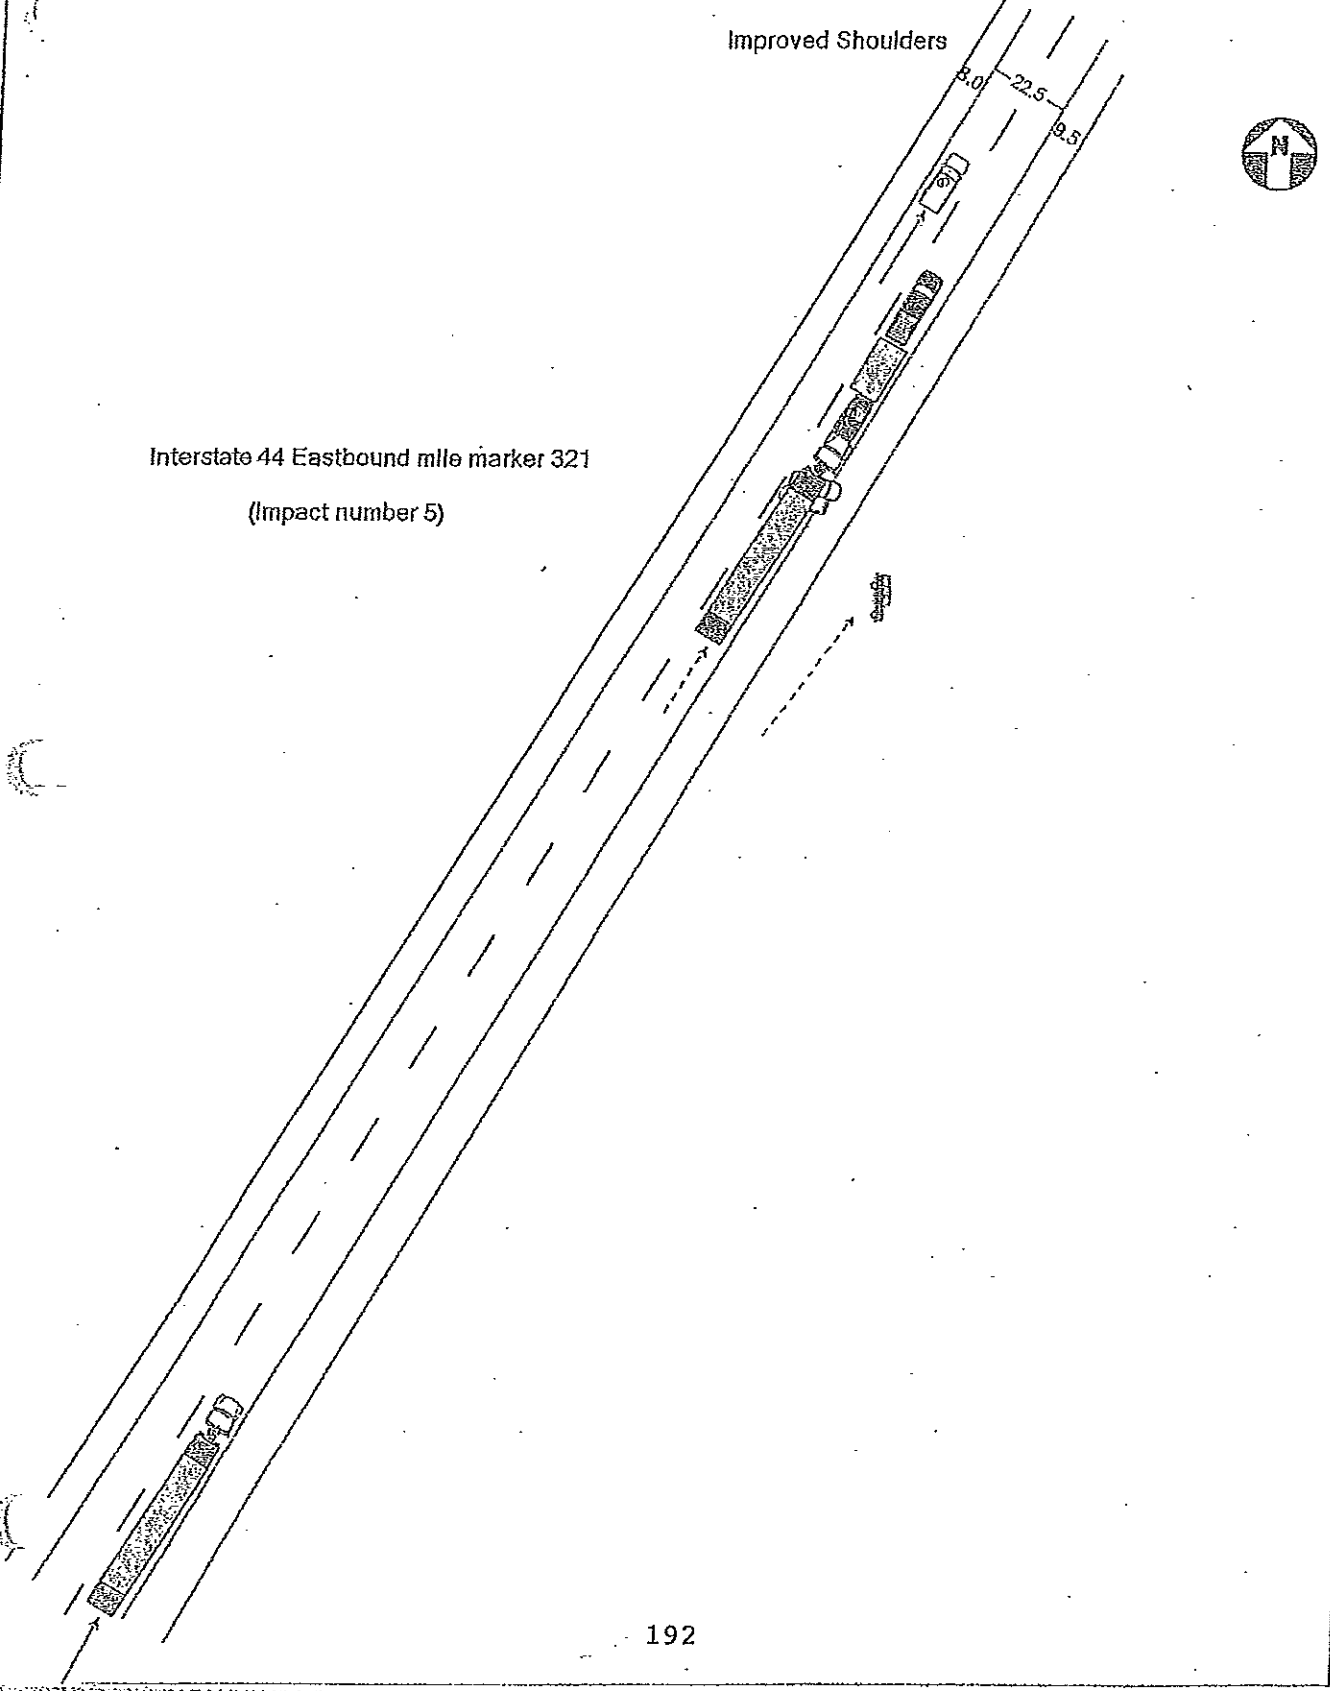 Improved Shoulders
8.0
22.5
9.5
N
Interstate 44 Eastbound mile marker 321
(Impact number 5)
192